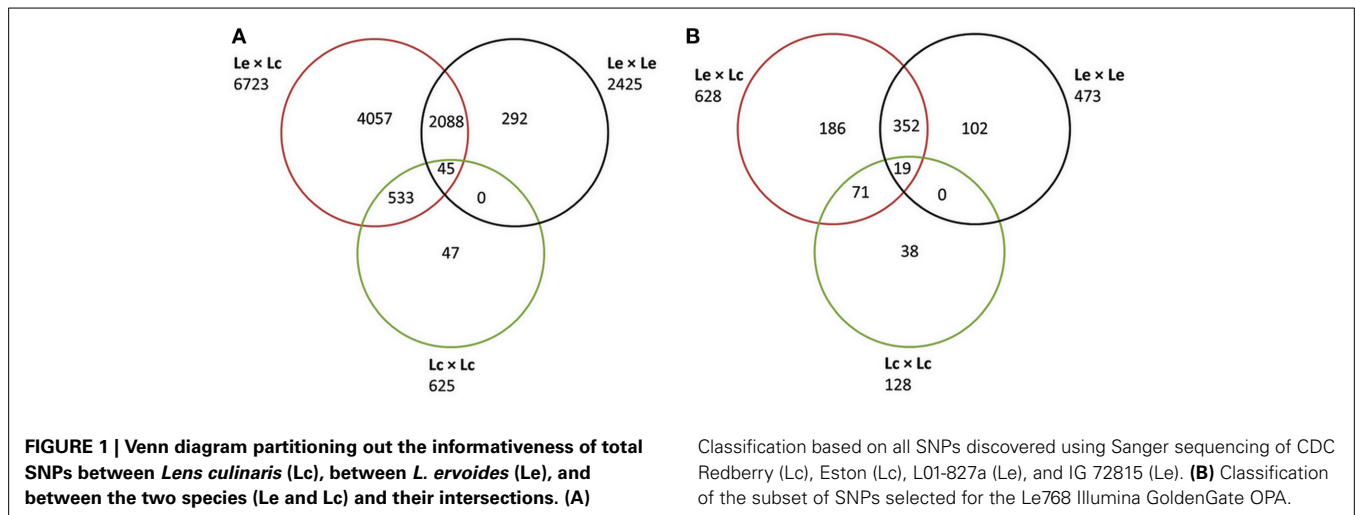 A
Le × Lc
6723
Le × Le
2425
4057
2088
292
45
533
0
47
Lc × Lc
625
B
Le × Lc
628
Le × Le
473
186
352
102
19
71
0
38
Lc × Lc
128
FIGURE 1 | Venn diagram partitioning out the informativeness of total
SNPs between Lens culinaris (Lc), between L. ervoides (Le), and
between the two species (Le and Lc) and their intersections. (A)
Classification based on all SNPs discovered using Sanger sequencing of CDC
Redberry (Lc), Eston (Lc), L01-827a (Le), and IG 72815 (Le). (B) Classification
of the subset of SNPs selected for the Le768 Illumina GoldenGate OPA.